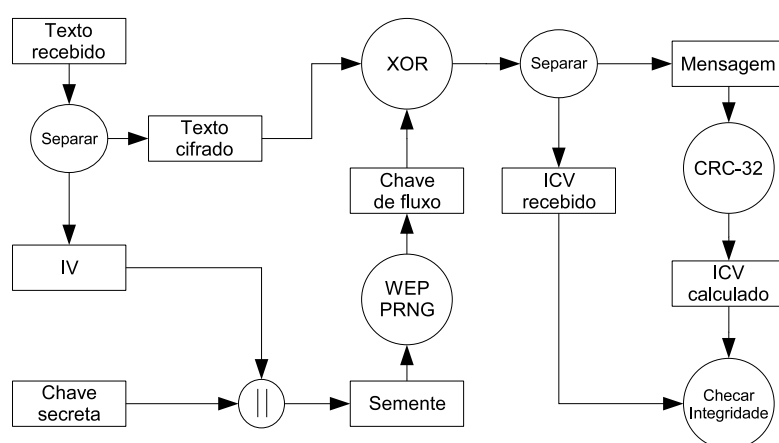 Texto
recebido
Separar
Texto
cifrado
IV
Chave
secreta
||
Semente
WEP
PRNG
Chave
de fluxo
XOR
Separar
ICV
recebido
Mensagem
CRC-32
ICV
calculado
Checar
Integridade